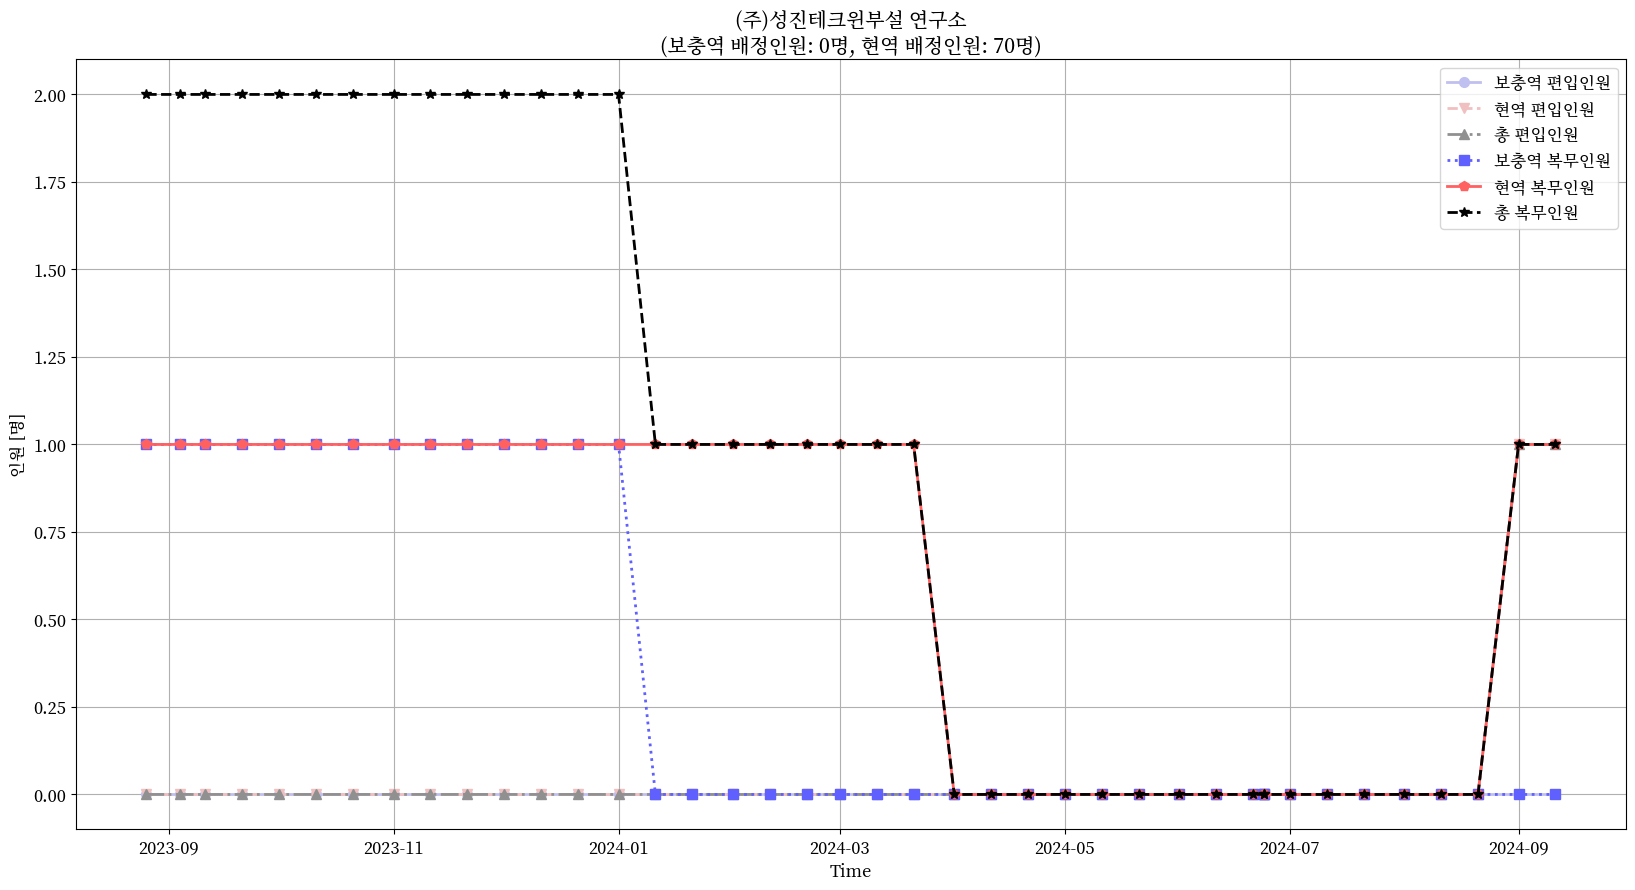 (주)성진테크윈부설 연구소
(보충역 배정인원: 0명, 현역 배정인원: 70명)
보충역 편입인원
현역 편입인원
총 편입인원
보충역 복무인원
현역 복무인원
총 복무인원
인원 [명]
2.00
1.75
1.50
1.25
1.00
0.75
0.50
0.25
0.00
2023-09 2023-11 2024-01 2024-03 2024-05 2024-07 2024-09
Time